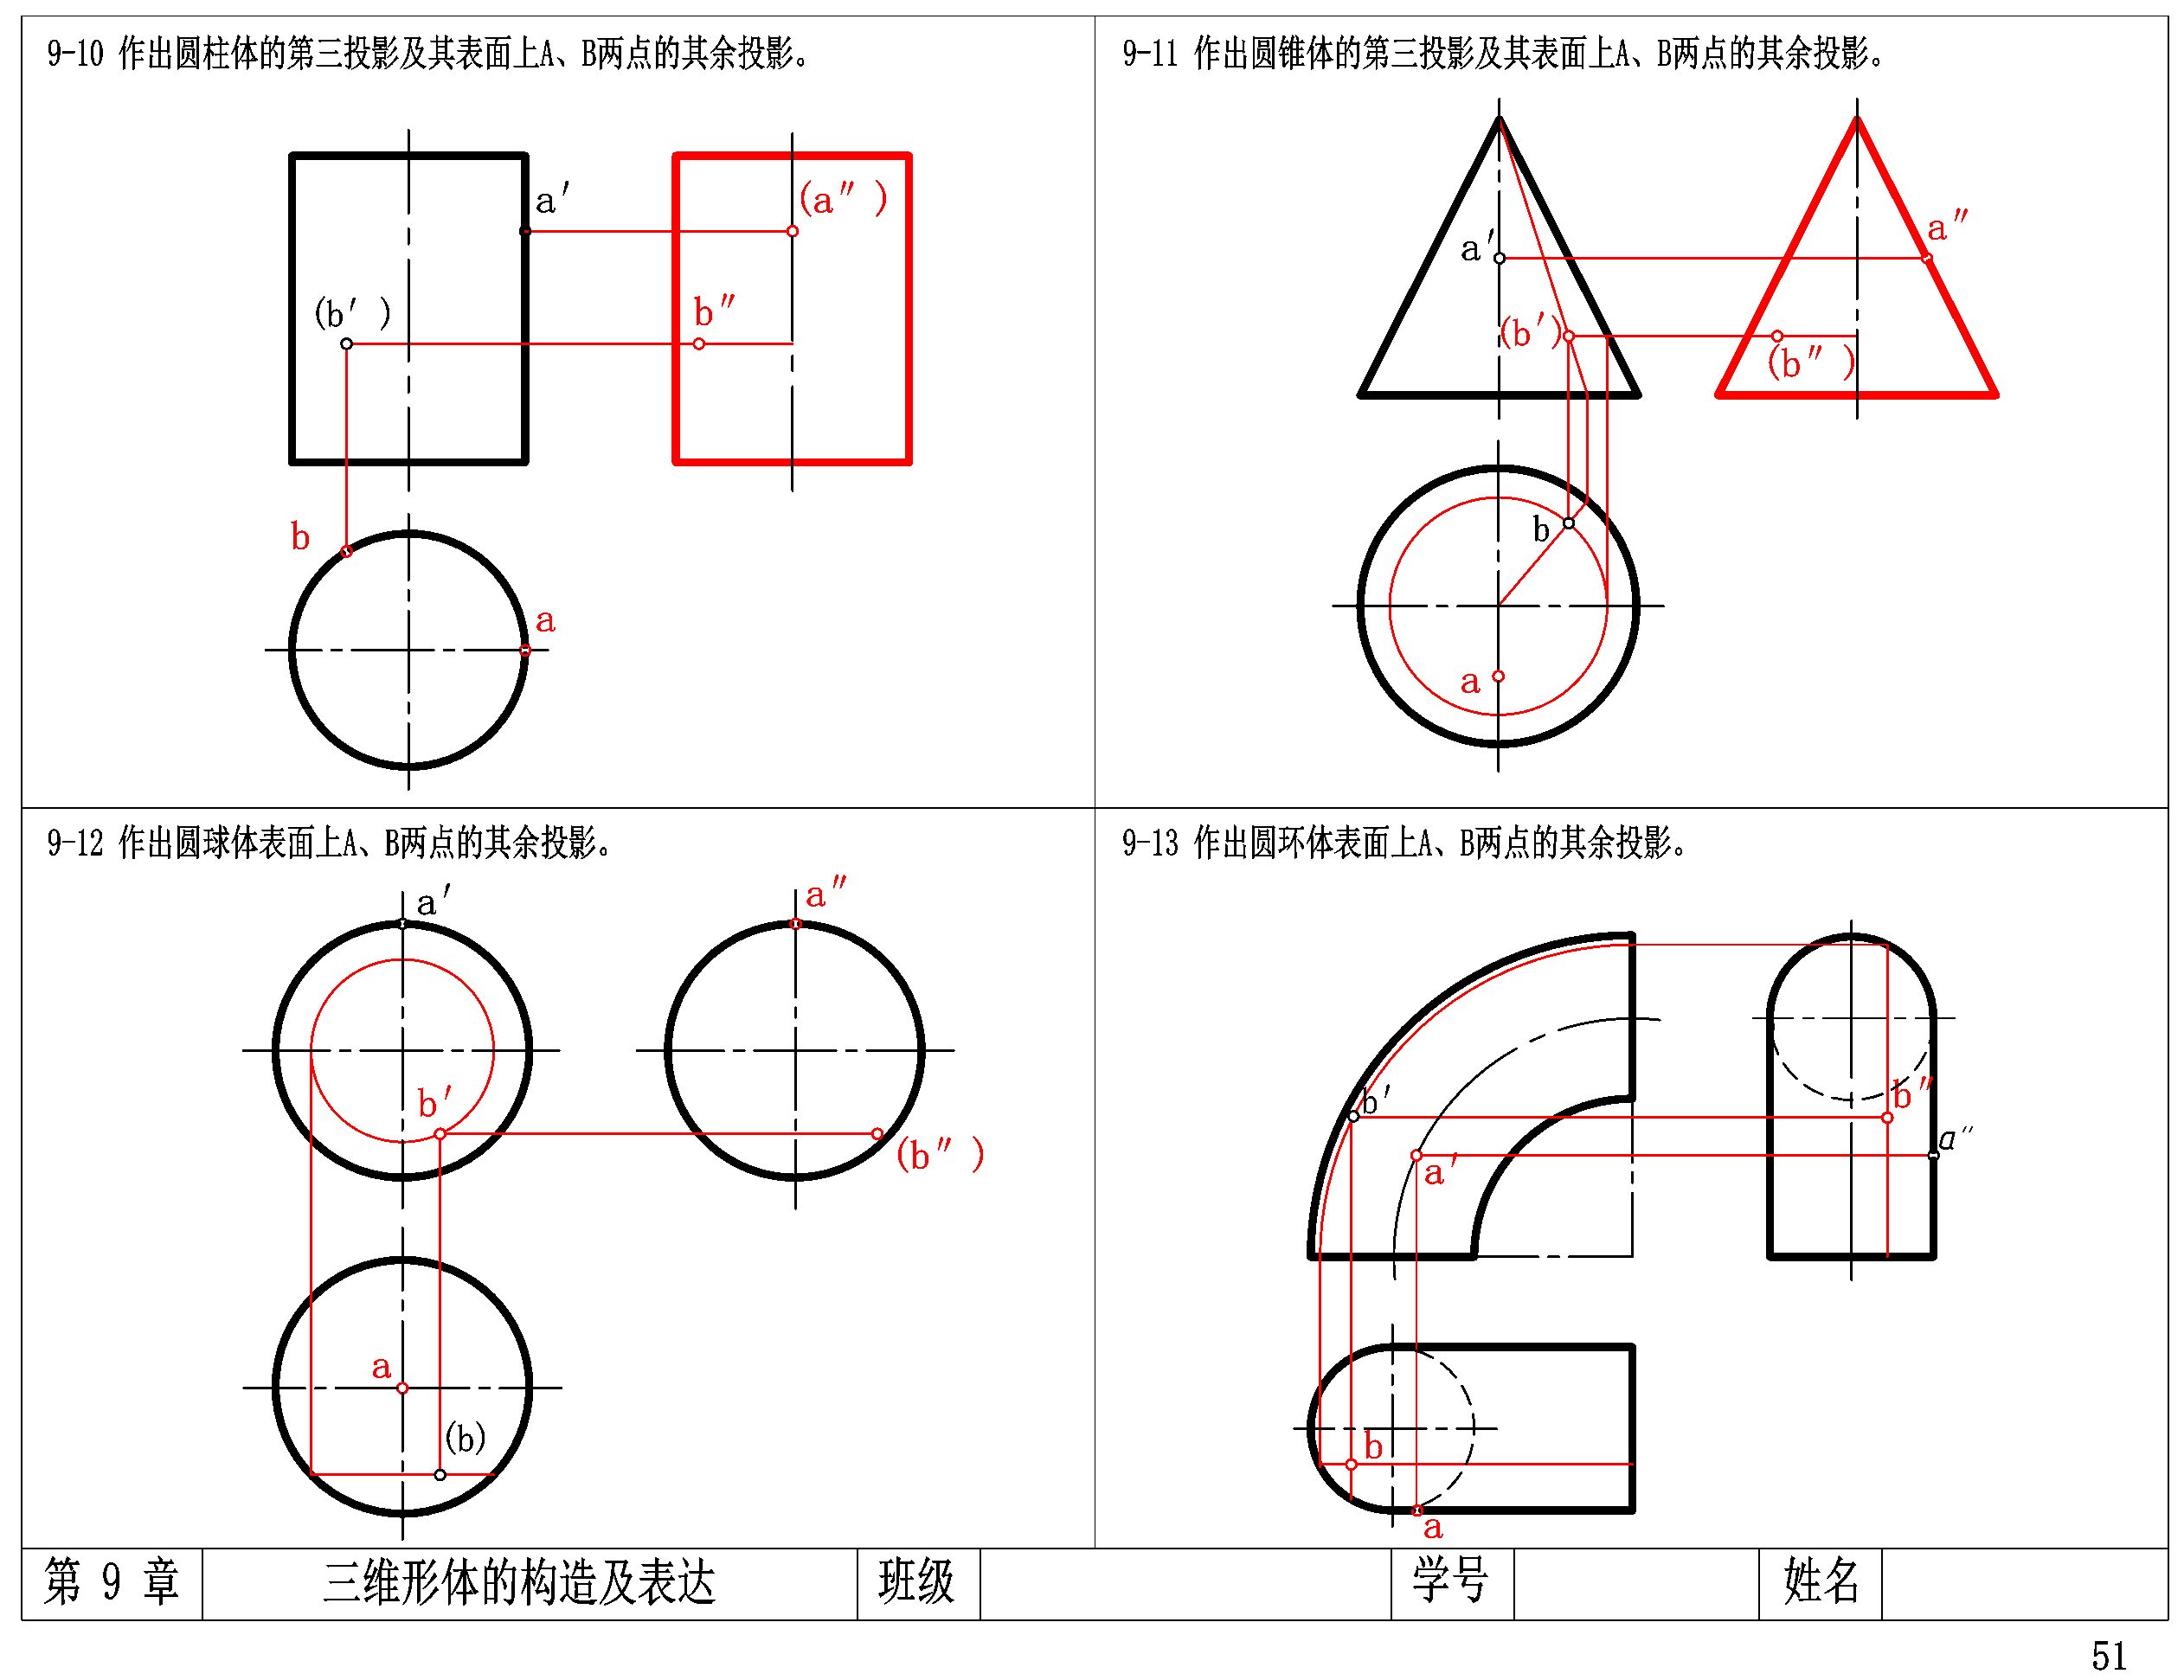 9-10 作出圆柱体的第三投影及其表面上A、B两点的其余投影。
a′
(a″ )
(b′ )
b″
b
a
9-11 作出圆锥体的第三投影及其表面上A、B两点的其余投影。
a′
a″
(b′)
(b″ )
b
a
9-12 作出圆球体表面上A、B两点的其余投影。
a′
a″
b′
(b″ )
a
(b)
9-13 作出圆环体表面上A、B两点的其余投影。
b′
b″
a′
a″
b
a
第 9 章 三维形体的构造及表达 班级 学号 姓名
51